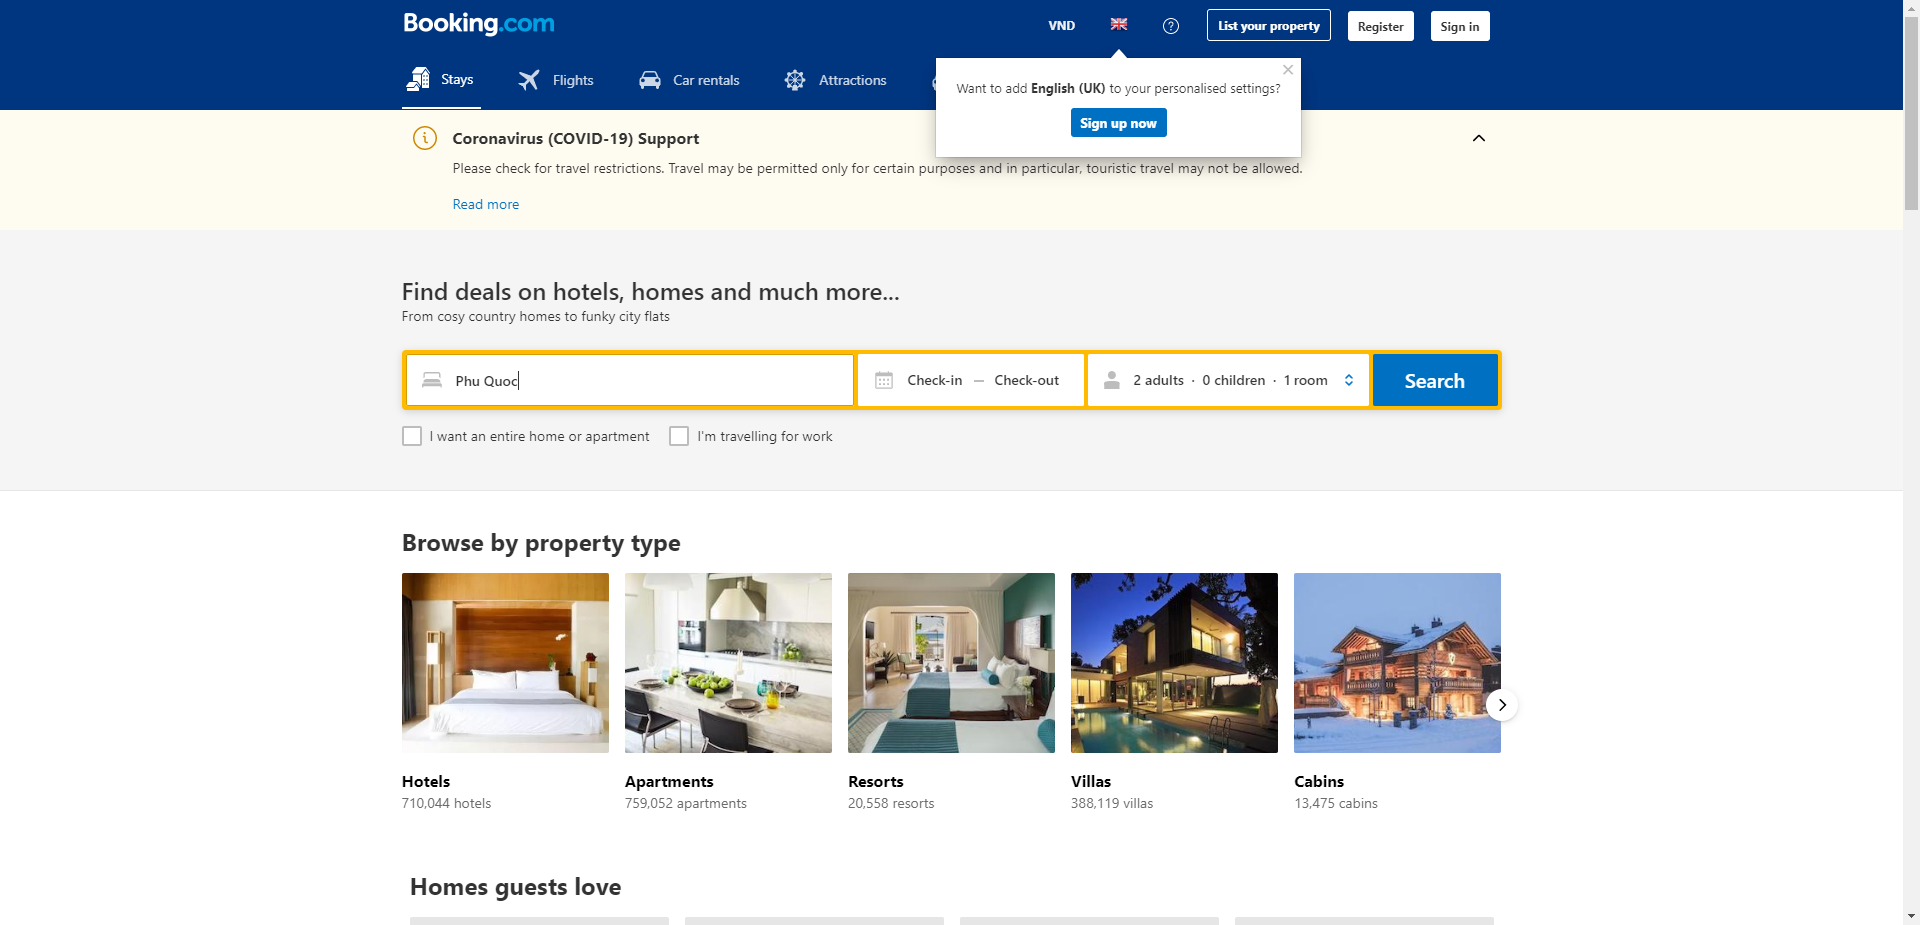 Booking.com
VND
List your property
Register
Sign in
Stays
Flights
Car rentals
Attractions
Want to add English (UK) to your personalised settings?
Sign up now
Coronavirus (COVID-19) Support
Please check for travel restrictions. Travel may be permitted only for certain purposes and in particular, touristic travel may not be allowed.
Read more
Find deals on hotels, homes and much more...
From cosy country homes to funky city flats
Phu Quoc
Check-in — Check-out
2 adults · 0 children · 1 room
Search
I want an entire home or apartment
I'm travelling for work
Browse by property type
Hotels
710,044 hotels
Apartments
759,052 apartments
Resorts
20,558 resorts
Villas
388,119 villas
Cabins
13,475 cabins
Homes guests love